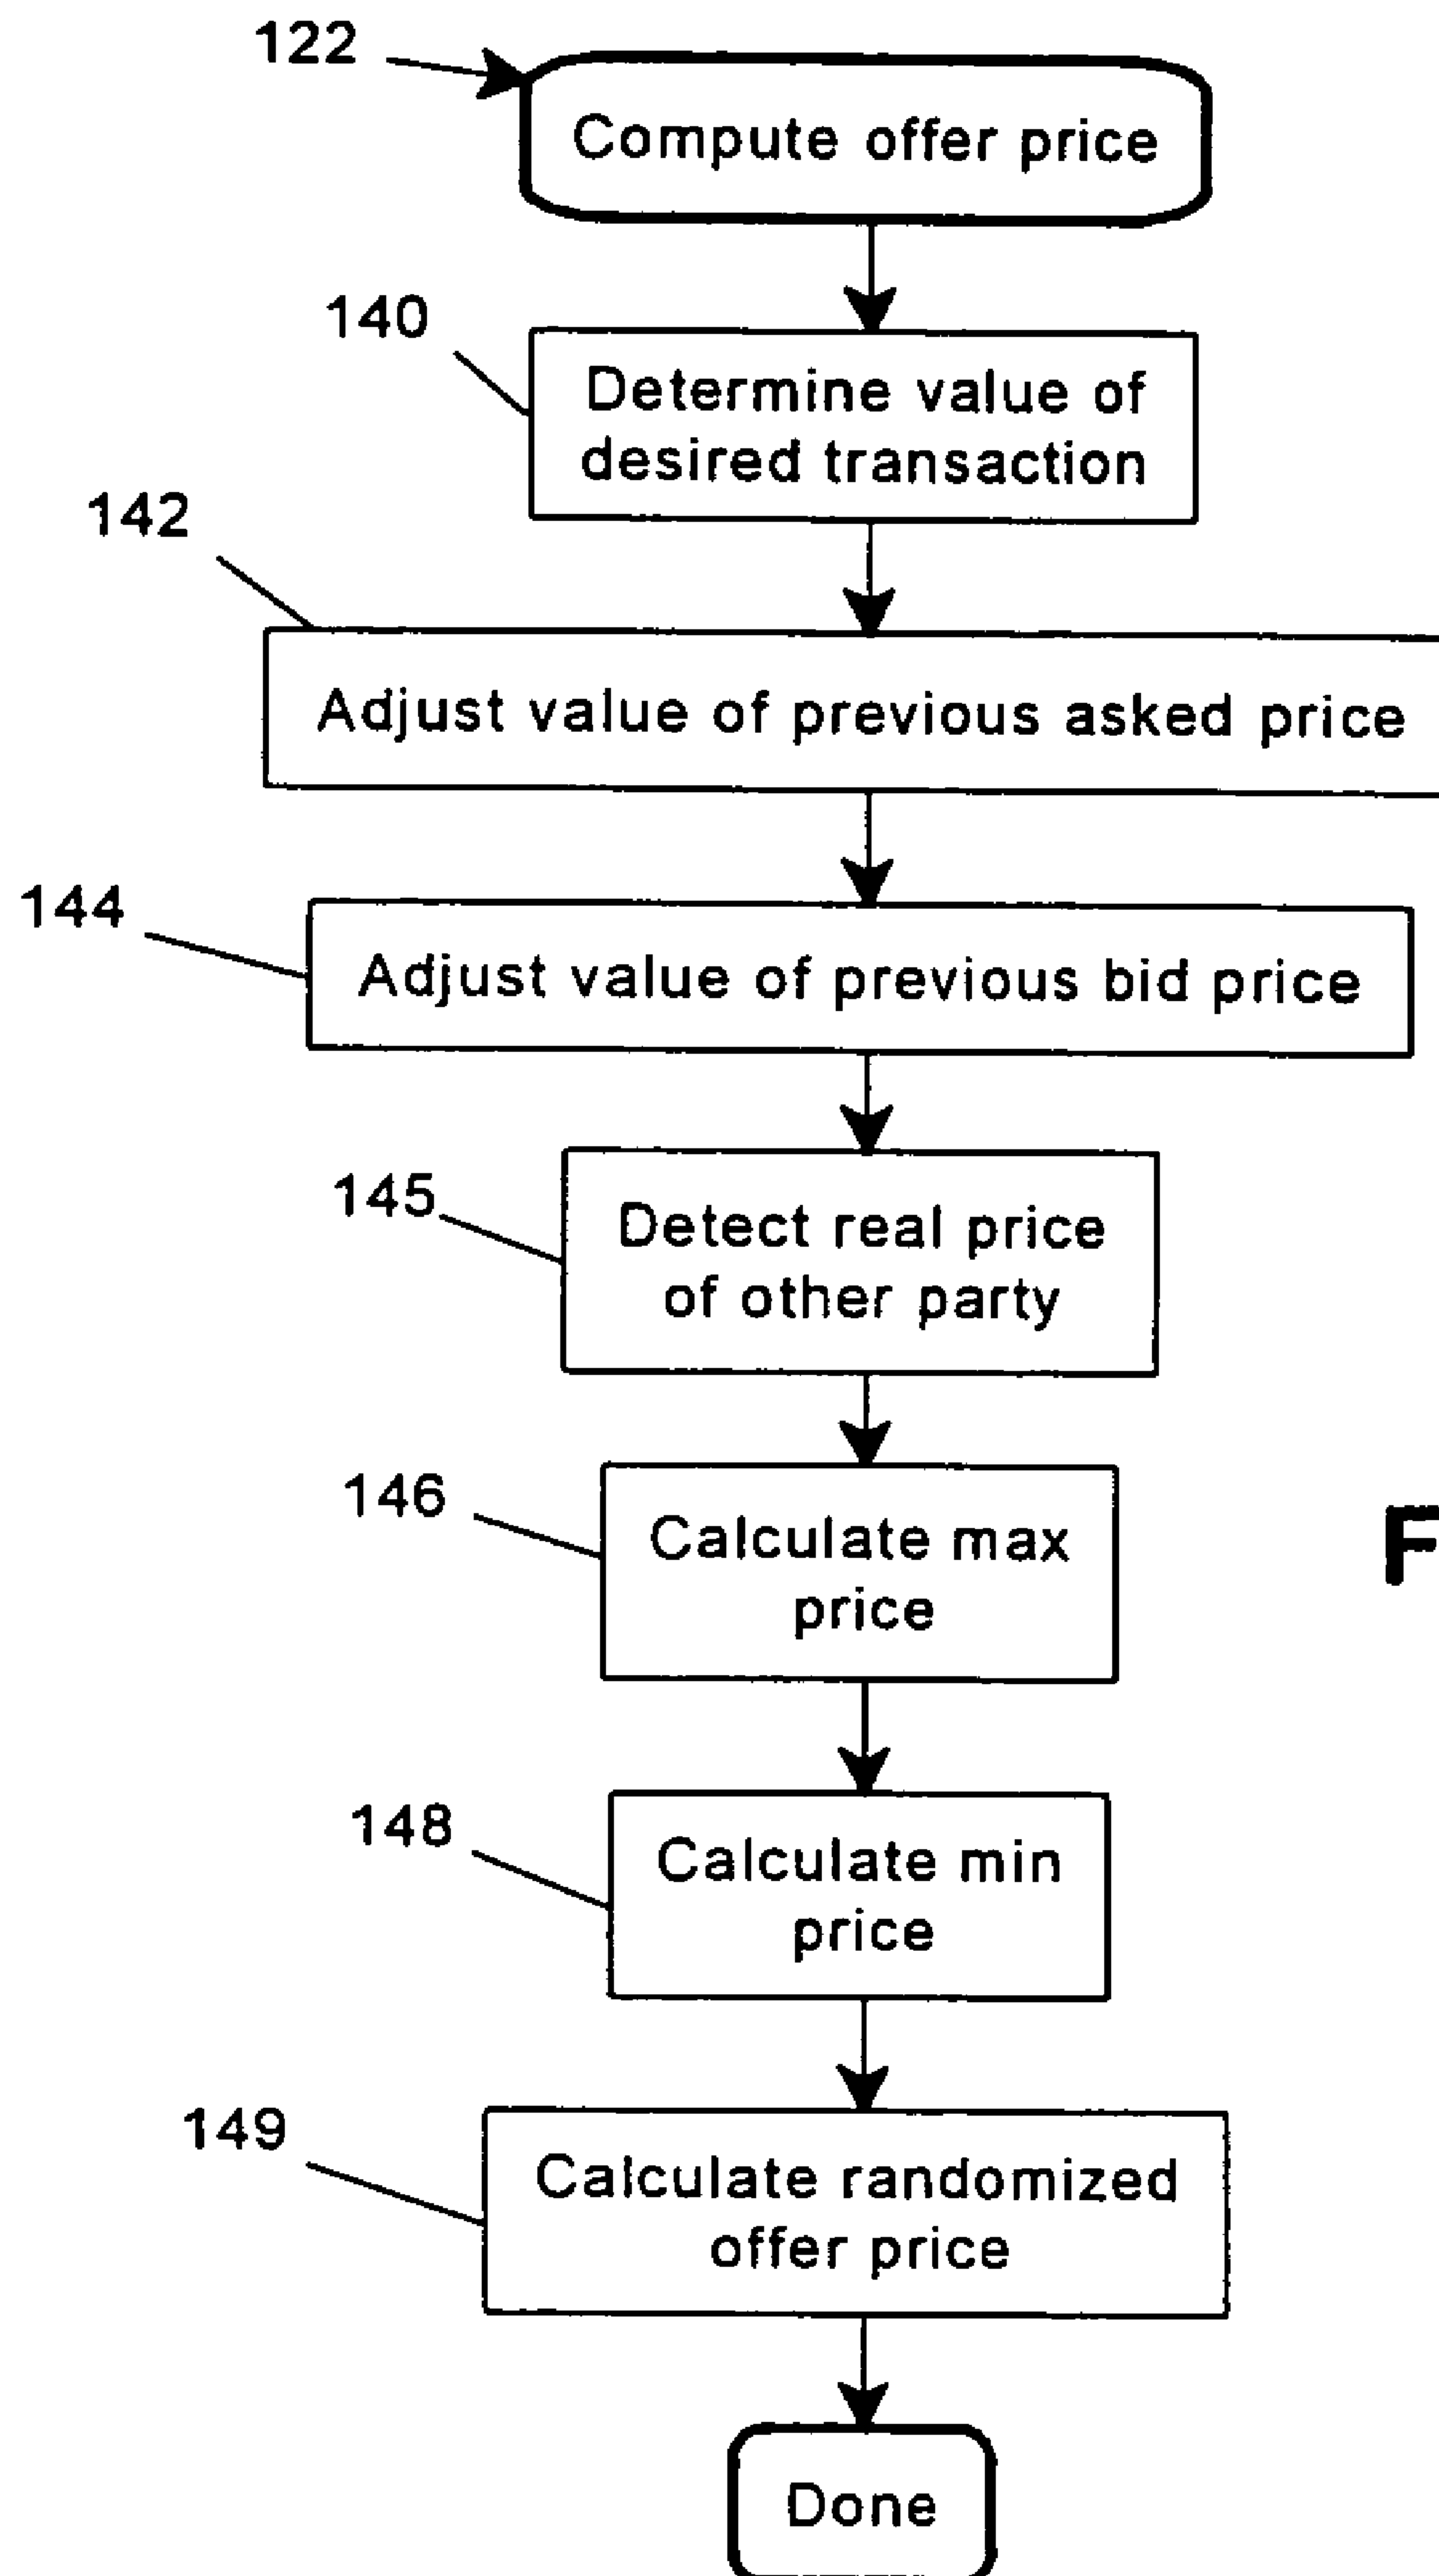 122
Compute offer price
140
Determine value of
desired transaction
142
Adjust value of previous asked price
144
Adjust value of previous bid price
145
Detect real price
of other party
146
Calculate max
price
F
148
Calculate min
price
149
Calculate randomized
offer price
Done